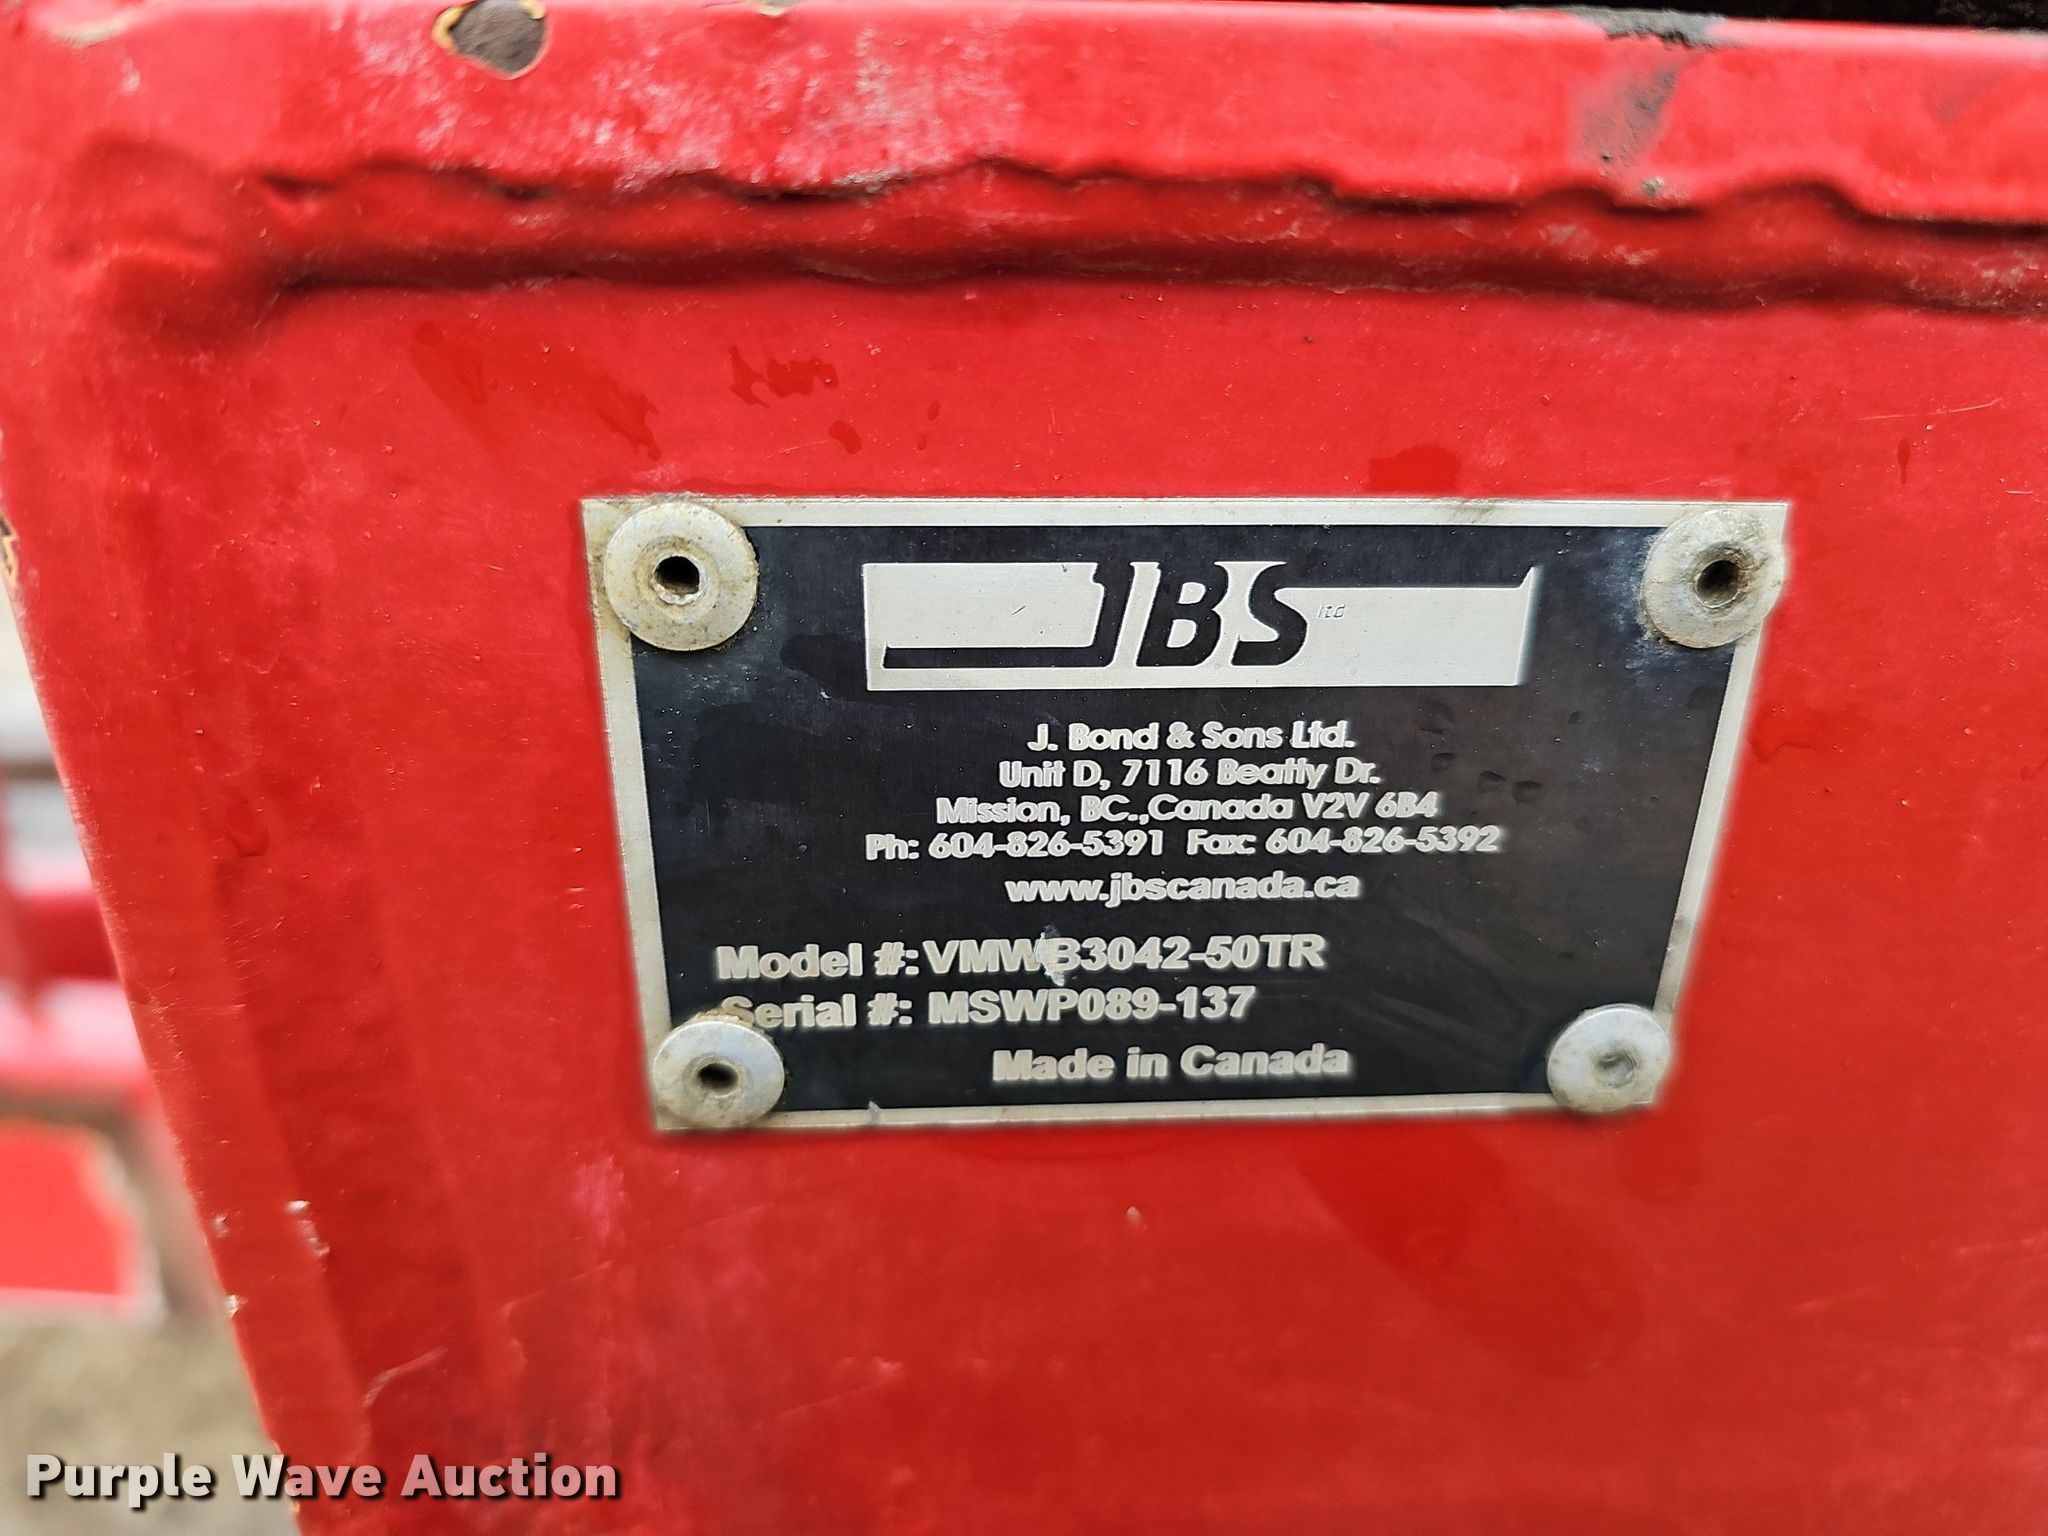 JBS LTD
J. Bond & Sons Ltd.
Unit D, 7116 Beatty Dr.
Mission, BC.,Canada V2V 6B4
Ph: 604-826-5391 Fax: 604-826-5392
www.jbscanada.ca
Model #: VMWB3042-50TR
Serial #: MSWP089-137
Made in Canada
Purple Wave Auction